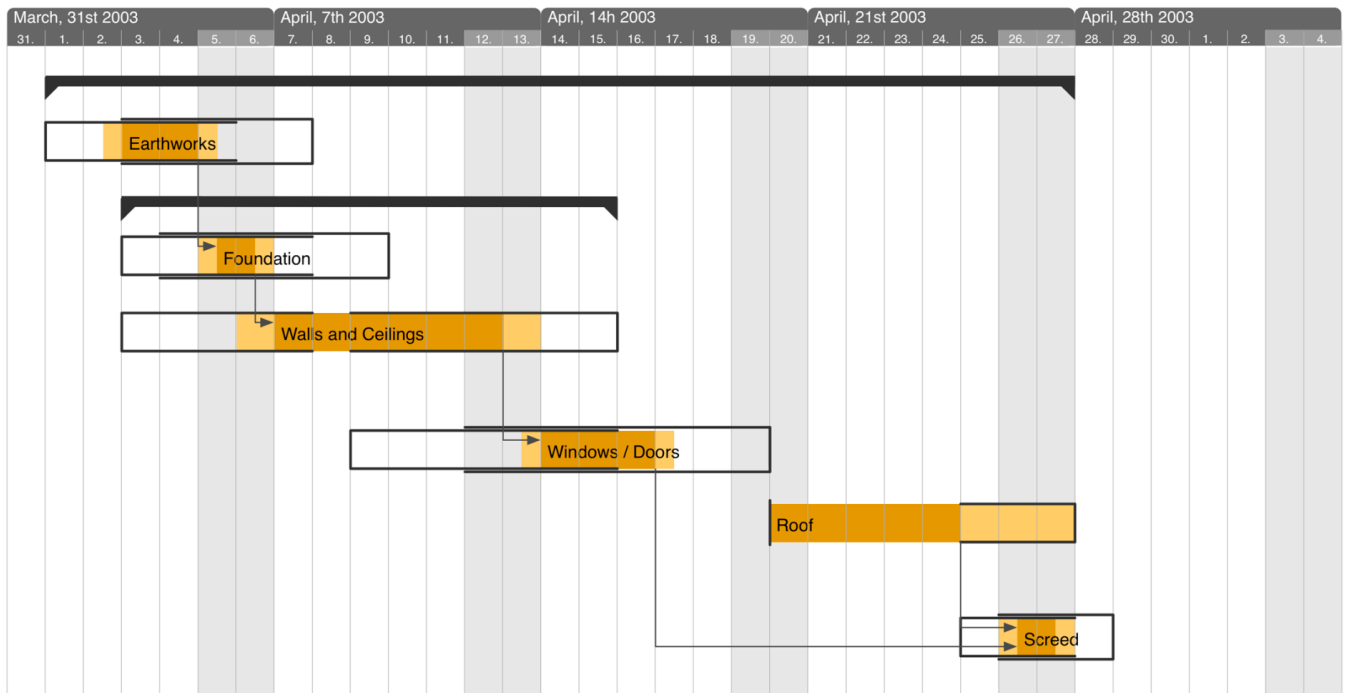 March, 31st 2003 April, 7th 2003 April, 14h 2003 April, 21st 2003 April, 28th 2003
31. 1. 2. 3. 4. 5. 6. 7. 8. 9. 10. 11. 12. 13. 14. 15. 16. 17. 18. 19. 20. 21. 22. 23. 24. 25. 26. 27. 28. 29. 30. 1. 2. 3. 4.
Earthworks
Foundation
Walls and Ceilings
Windows / Doors
Roof
Screed